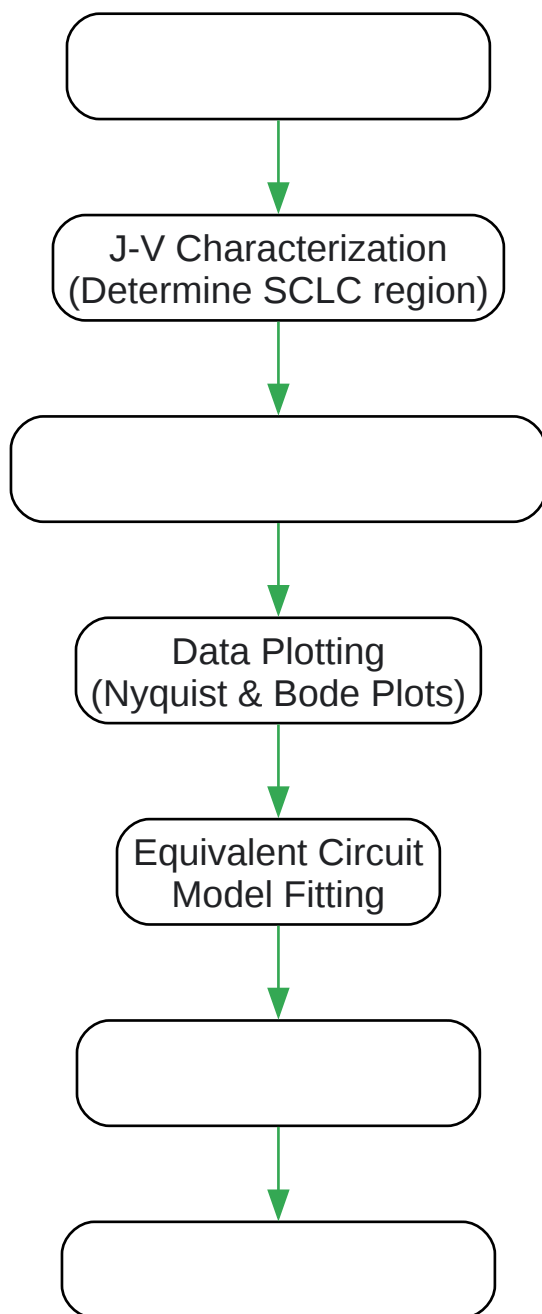 J-V Characterization
(Determine SCLC region)
Data Plotting
(Nyquist & Bode Plots)
Equivalent Circuit
Model Fitting